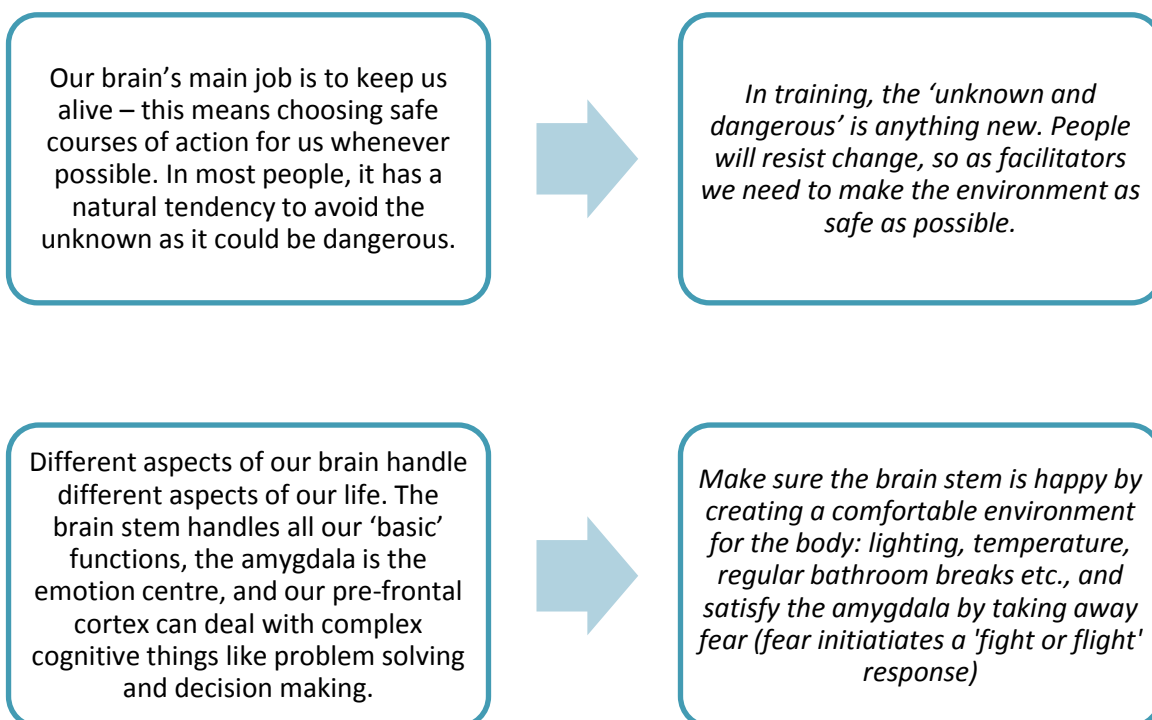 Our brain’s main job is to keep us
alive – this means choosing safe
courses of action for us whenever
possible. In most people, it has a
natural tendency to avoid the
unknown as it could be dangerous.
In training, the ‘unknown and
dangerous’ is anything new. People
will resist change, so as facilitators
we need to make the environment as
safe as possible.
Different aspects of our brain handle
different aspects of our life. The
brain stem handles all our ‘basic’
functions, the amygdala is the
emotion centre, and our pre-frontal
cortex can deal with complex
cognitive things like problem solving
and decision making.
Make sure the brain stem is happy by
creating a comfortable environment
for the body: lighting, temperature,
regular bathroom breaks etc., and
satisfy the amygdala by taking away
fear (fear initiatiates a 'fight or flight'
response)